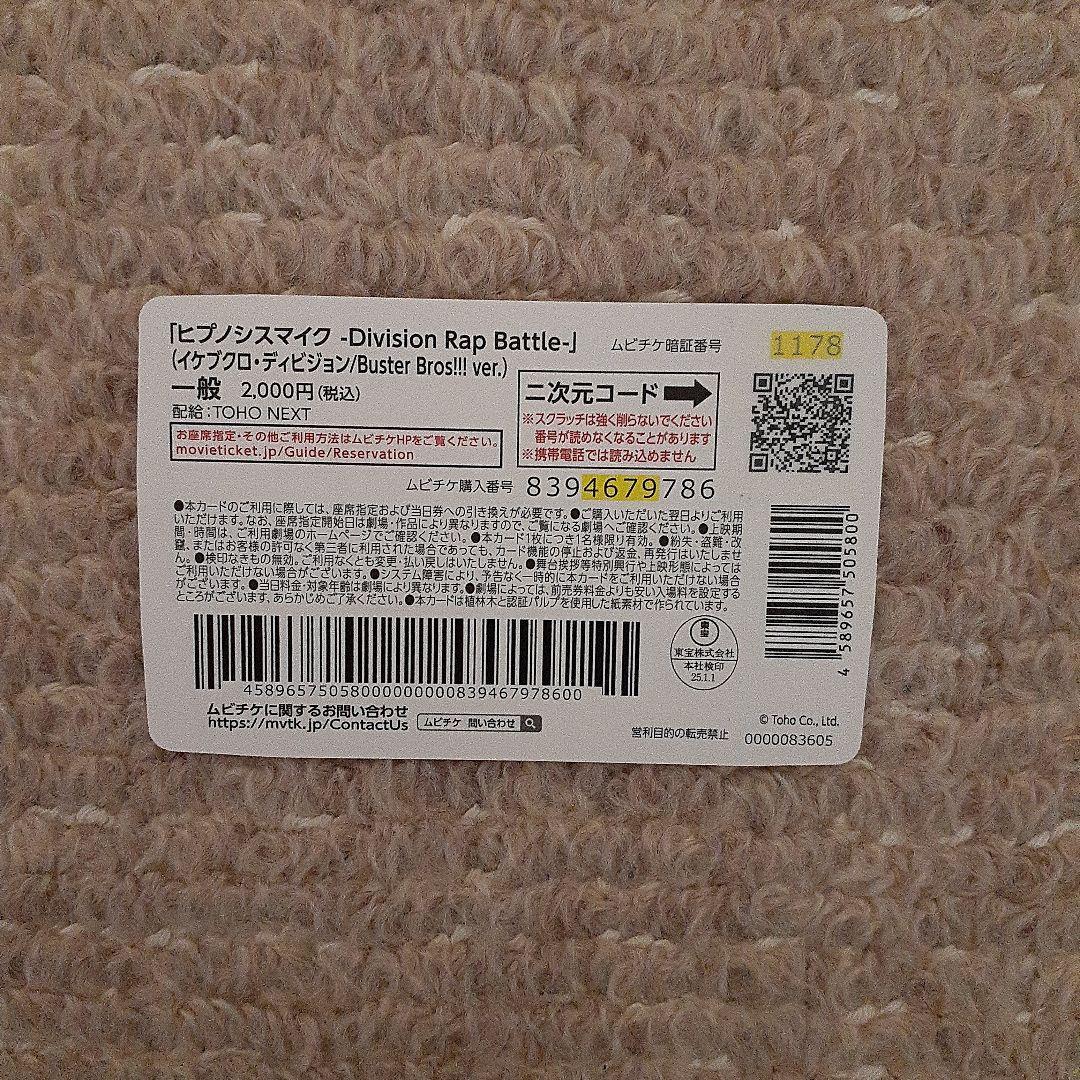 「ヒプノシスマイク -Division Rap Battle-」
(イケブクロ・ディビジョン/Buster Bros!!! ver.)
一般 2,000円(税込)
配給:TOHO NEXT
お座席指定・その他ご利用方法はムビチケHPをご覧ください。
movieticket.jp/Guide/Reservation
ムビチケ暗証番号 1178
二次元コード
※スクラッチは強く削らないでください
番号が読めなくなることがあります
※携帯電話では読み込めません
ムビチケ購入番号 8394679786
●本カードのご利用に際しては、座席指定および当日券への引き換えが必要です。●ご購入いただいた翌日よりご利用
いただけます。なお、座席指定開始日は劇場・作品により異なりますので、ご覧になる劇場へご確認ください。●上映期
間・時間は、ご利用劇場のホームページでご確認ください。●本カード1枚につき1名様限り有効。●紛失・盗難・改
竄、またはお客様の許可なく第三者に利用された場合であっても、カード機能の停止および返金、再発行はいたしませ
ん。●検印なきもの無効。ご利用なくとも変更・払い戻しはいたしません。●舞台挨拶等特別興行や上映形態によっては
ご利用いただけない場合がございます。●システム障害により、予告なく一時的に本カードをご利用いただけない場合
がございます。●当日料金・対象年齢は劇場により異なります。●劇場によっては、前売券料金よりも安い入場料を設定する
ところがございます。あらかじめご了承ください。●本カードは植林木と認証パルプを使用した紙素材で作られています。
4 589657 505800
45896575058000000000839467978600
東宝
東宝株式会社
本社検印
25.1.1
ムビチケに関するお問い合わせ
https://mvtk.jp/ContactUs
ムビチケ 問い合わせ
© Toho Co., Ltd.
営利目的の転売禁止 0000083605